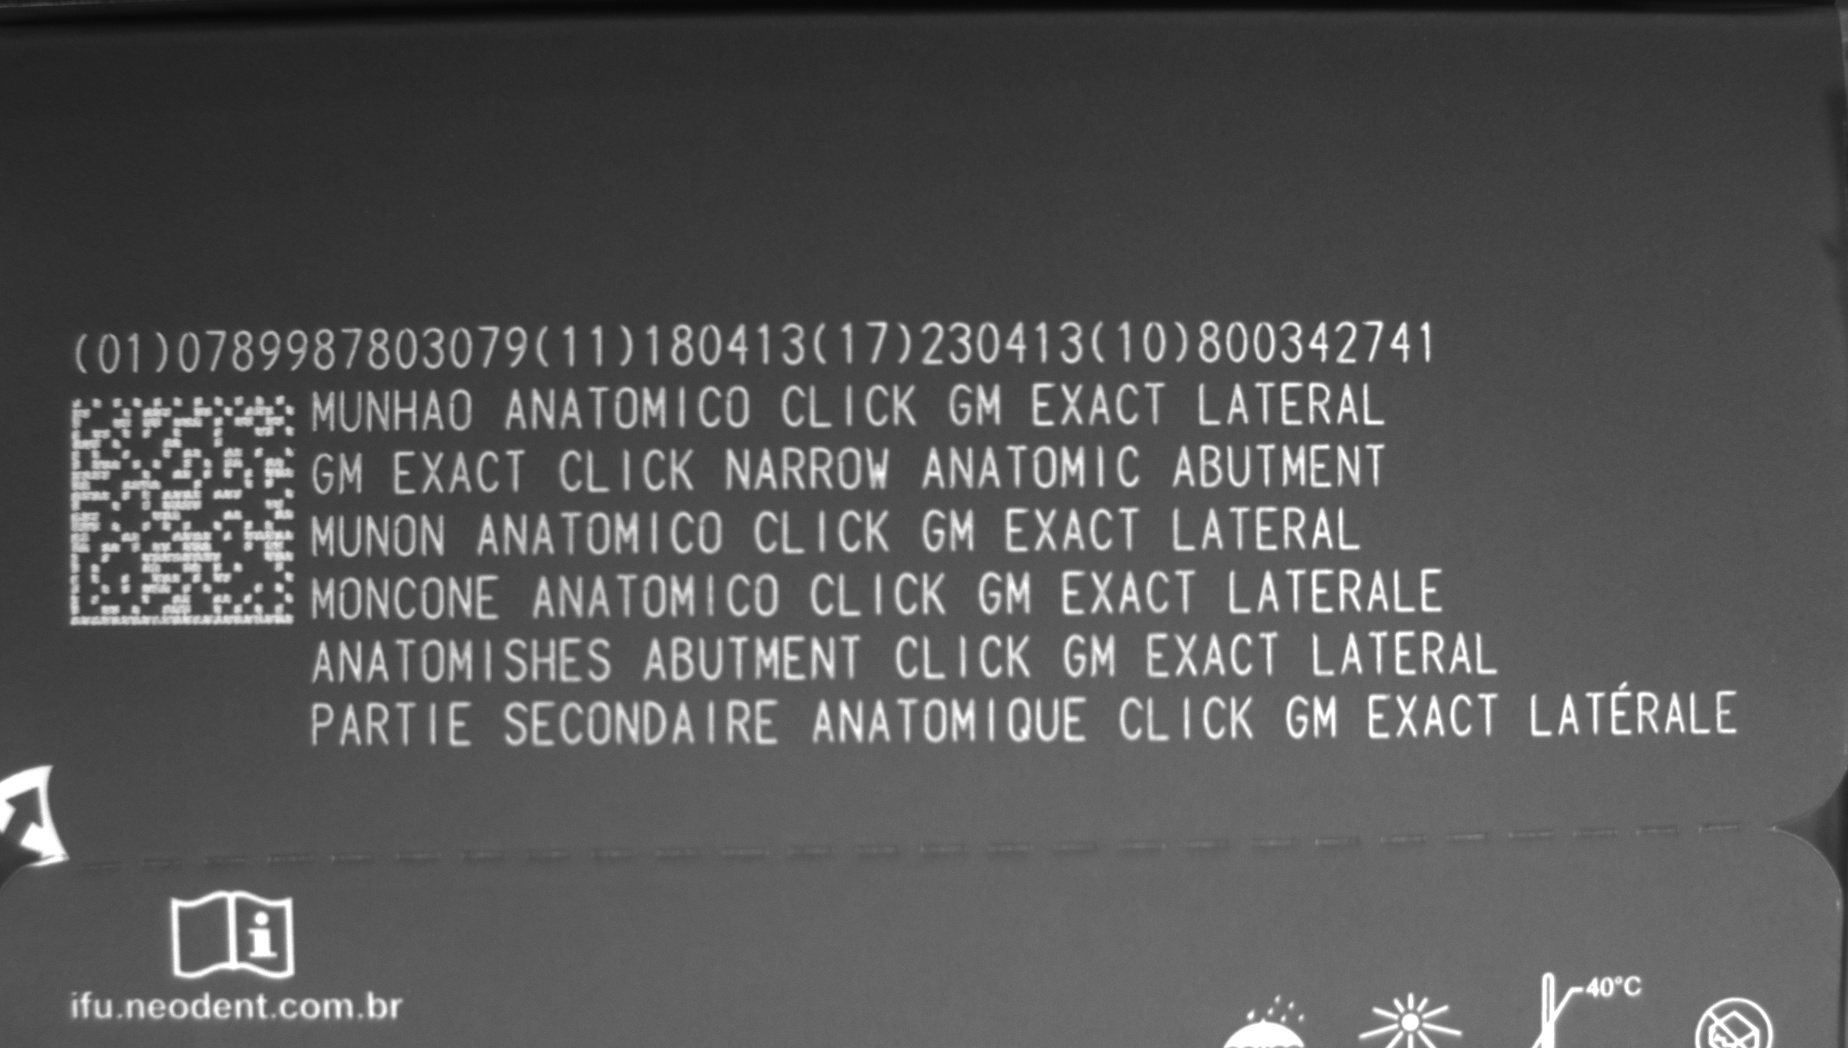 (01)0789987803079(11)180413(17)230413(10)800342741
MUNHAO ANATOMICO CLICK GM EXACT LATERAL
GM EXACT CLICK NARROW ANATOMIC ABUTMENT
MUNON ANATOMICO CLICK GM EXACT LATERAL
MONCONE ANATOMICO CLICK GM EXACT LATERALE
ANATOMISHES ABUTMENT CLICK GM EXACT LATERAL
PARTIE SECONDAIRE ANATOMIQUE CLICK GM EXACT LATÉRALE
ifu.neodent.com.br
40°C